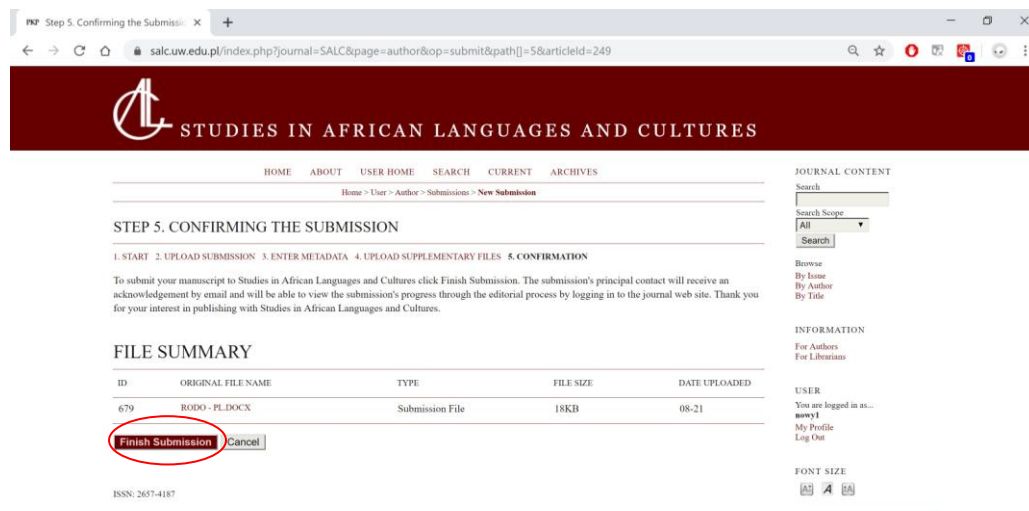 PKP Step 5. Confirming the Submissi
salc.uw.edu.pl/index.php?journal=SALC&page=author&op=submit&path[]=5&articleId=249
0
STUDIES IN AFRICAN LANGUAGES AND CULTURES
HOME ABOUT USER HOME SEARCH CURRENT ARCHIVES
Home > User > Author > Submissions > New Submission
STEP 5. CONFIRMING THE SUBMISSION
1. START 2. UPLOAD SUBMISSION 3. ENTER METADATA 4. UPLOAD SUPPLEMENTARY FILES 5. CONFIRMATION
To submit your manuscript to Studies in African Languages and Cultures click Finish Submission. The submission's principal contact will receive an
acknowledgement by email and will be able to view the submission's progress through the editorial process by logging in to the journal web site. Thank you
for your interest in publishing with Studies in African Languages and Cultures.
FILE SUMMARY
ID ORIGINAL FILE NAME TYPE FILE SIZE DATE UPLOADED
679 RODO - PL.DOCX Submission File 18KB 08-21
Finish Submission Cancel
ISSN: 2657-4187
JOURNAL CONTENT
Search
Search Scope
All
Search
Browse
By Issue
By Author
By Title
INFORMATION
For Authors
For Librarians
USER
You are logged in as...
nowy1
My Profile
Log Out
FONT SIZE
A A A